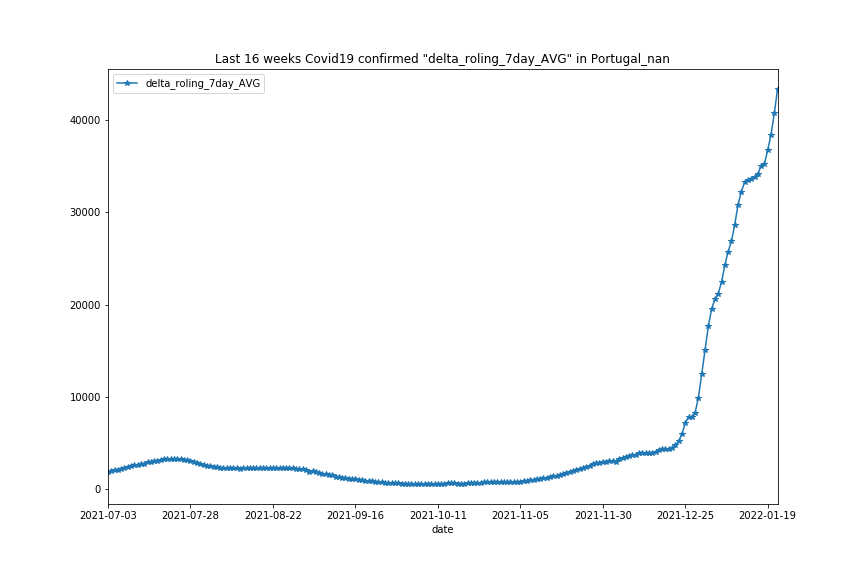 Last 16 weeks Covid19 confirmed "delta_roling_7day_AVG" in Portugal_nan
delta_roling_7day_AVG
40000
30000
20000
10000
0
2021-07-03 2021-07-28 2021-08-22 2021-09-16 2021-10-11 2021-11-05 2021-11-30 2021-12-25 2022-01-19
date